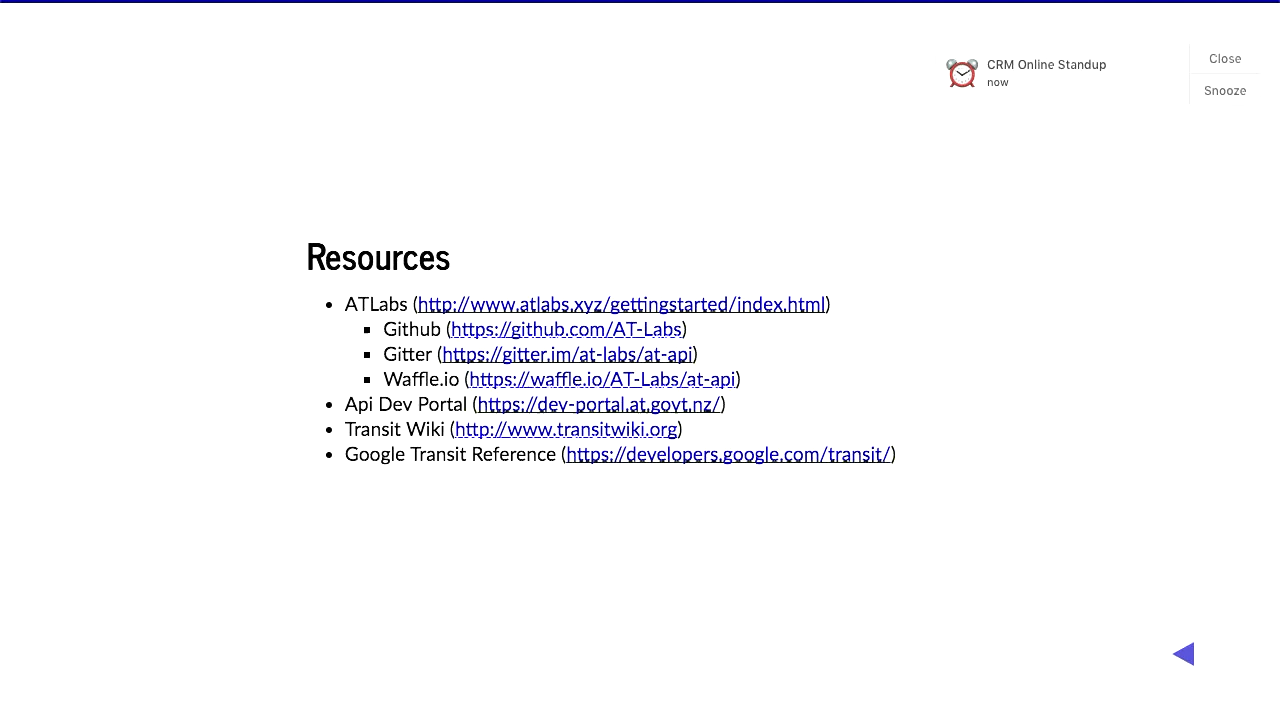 CRM Online Standup
now
Close
Snooze
Resources
• ATLabs (http://www.atlabs.xyz/gettingstarted/index.html)
▪ Github (https://github.com/AT-Labs)
▪ Gitter (https://gitter.im/at-labs/at-api)
▪ Waffle.io (https://waffle.io/AT-Labs/at-api)
• Api Dev Portal (https://dev-portal.at.govt.nz/)
• Transit Wiki (http://www.transitwiki.org)
• Google Transit Reference (https://developers.google.com/transit/)